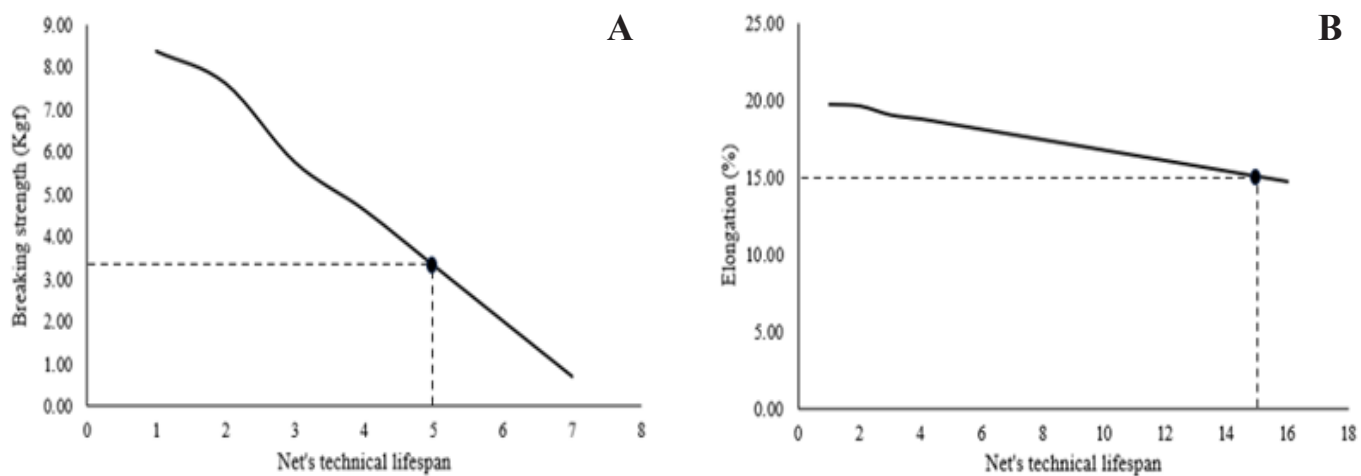 A
9.00
8.00
7.00
6.00
5.00
4.00
3.00
2.00
1.00
0.00
Breaking strength (Kgf)
0 1 2 3 4 5 6 7 8
Net's technical lifespan
B
25.00
20.00
15.00
10.00
5.00
0.00
Elongation (%)
0 2 4 6 8 10 12 14 16 18
Net's technical lifespan